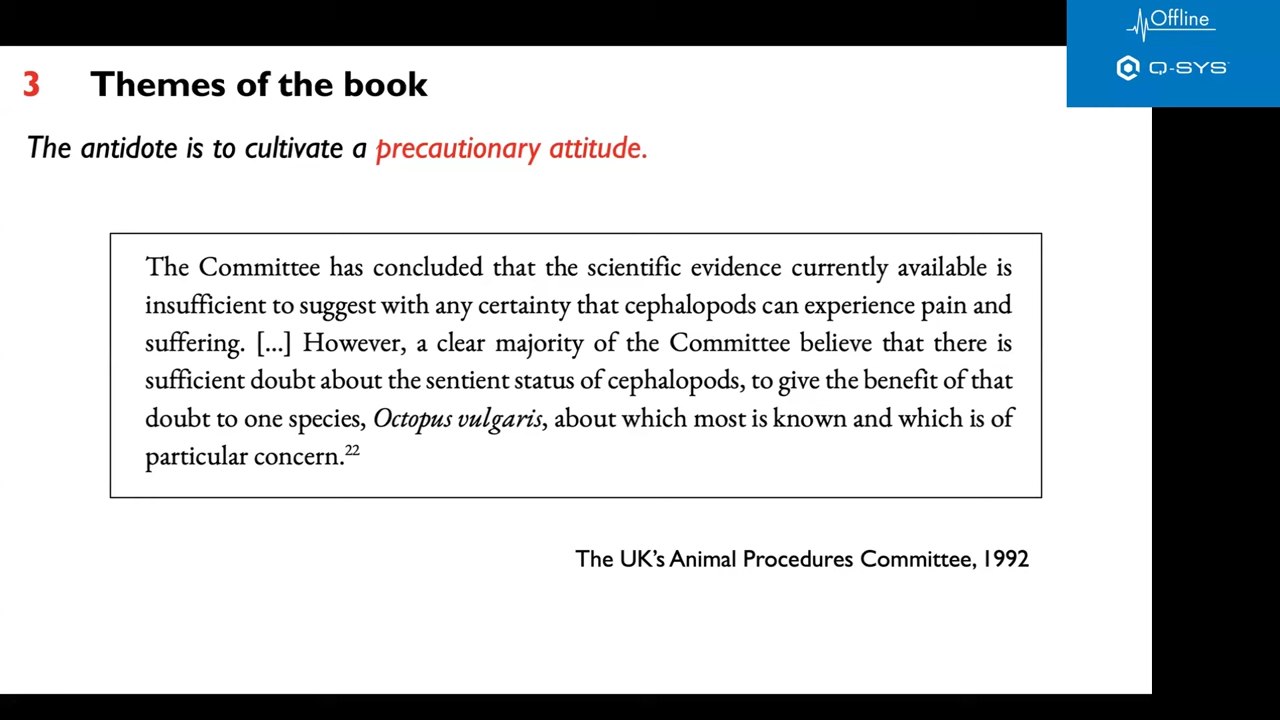 Offline
Q-SYS
3 Themes of the book
The antidote is to cultivate a precautionary attitude.
The Committee has concluded that the scientific evidence currently available is
insufficient to suggest with any certainty that cephalopods can experience pain and
suffering. [...] However, a clear majority of the Committee believe that there is
sufficient doubt about the sentient status of cephalopods, to give the benefit of that
doubt to one species, Octopus vulgaris, about which most is known and which is of
particular concern.22
The UK's Animal Procedures Committee, 1992